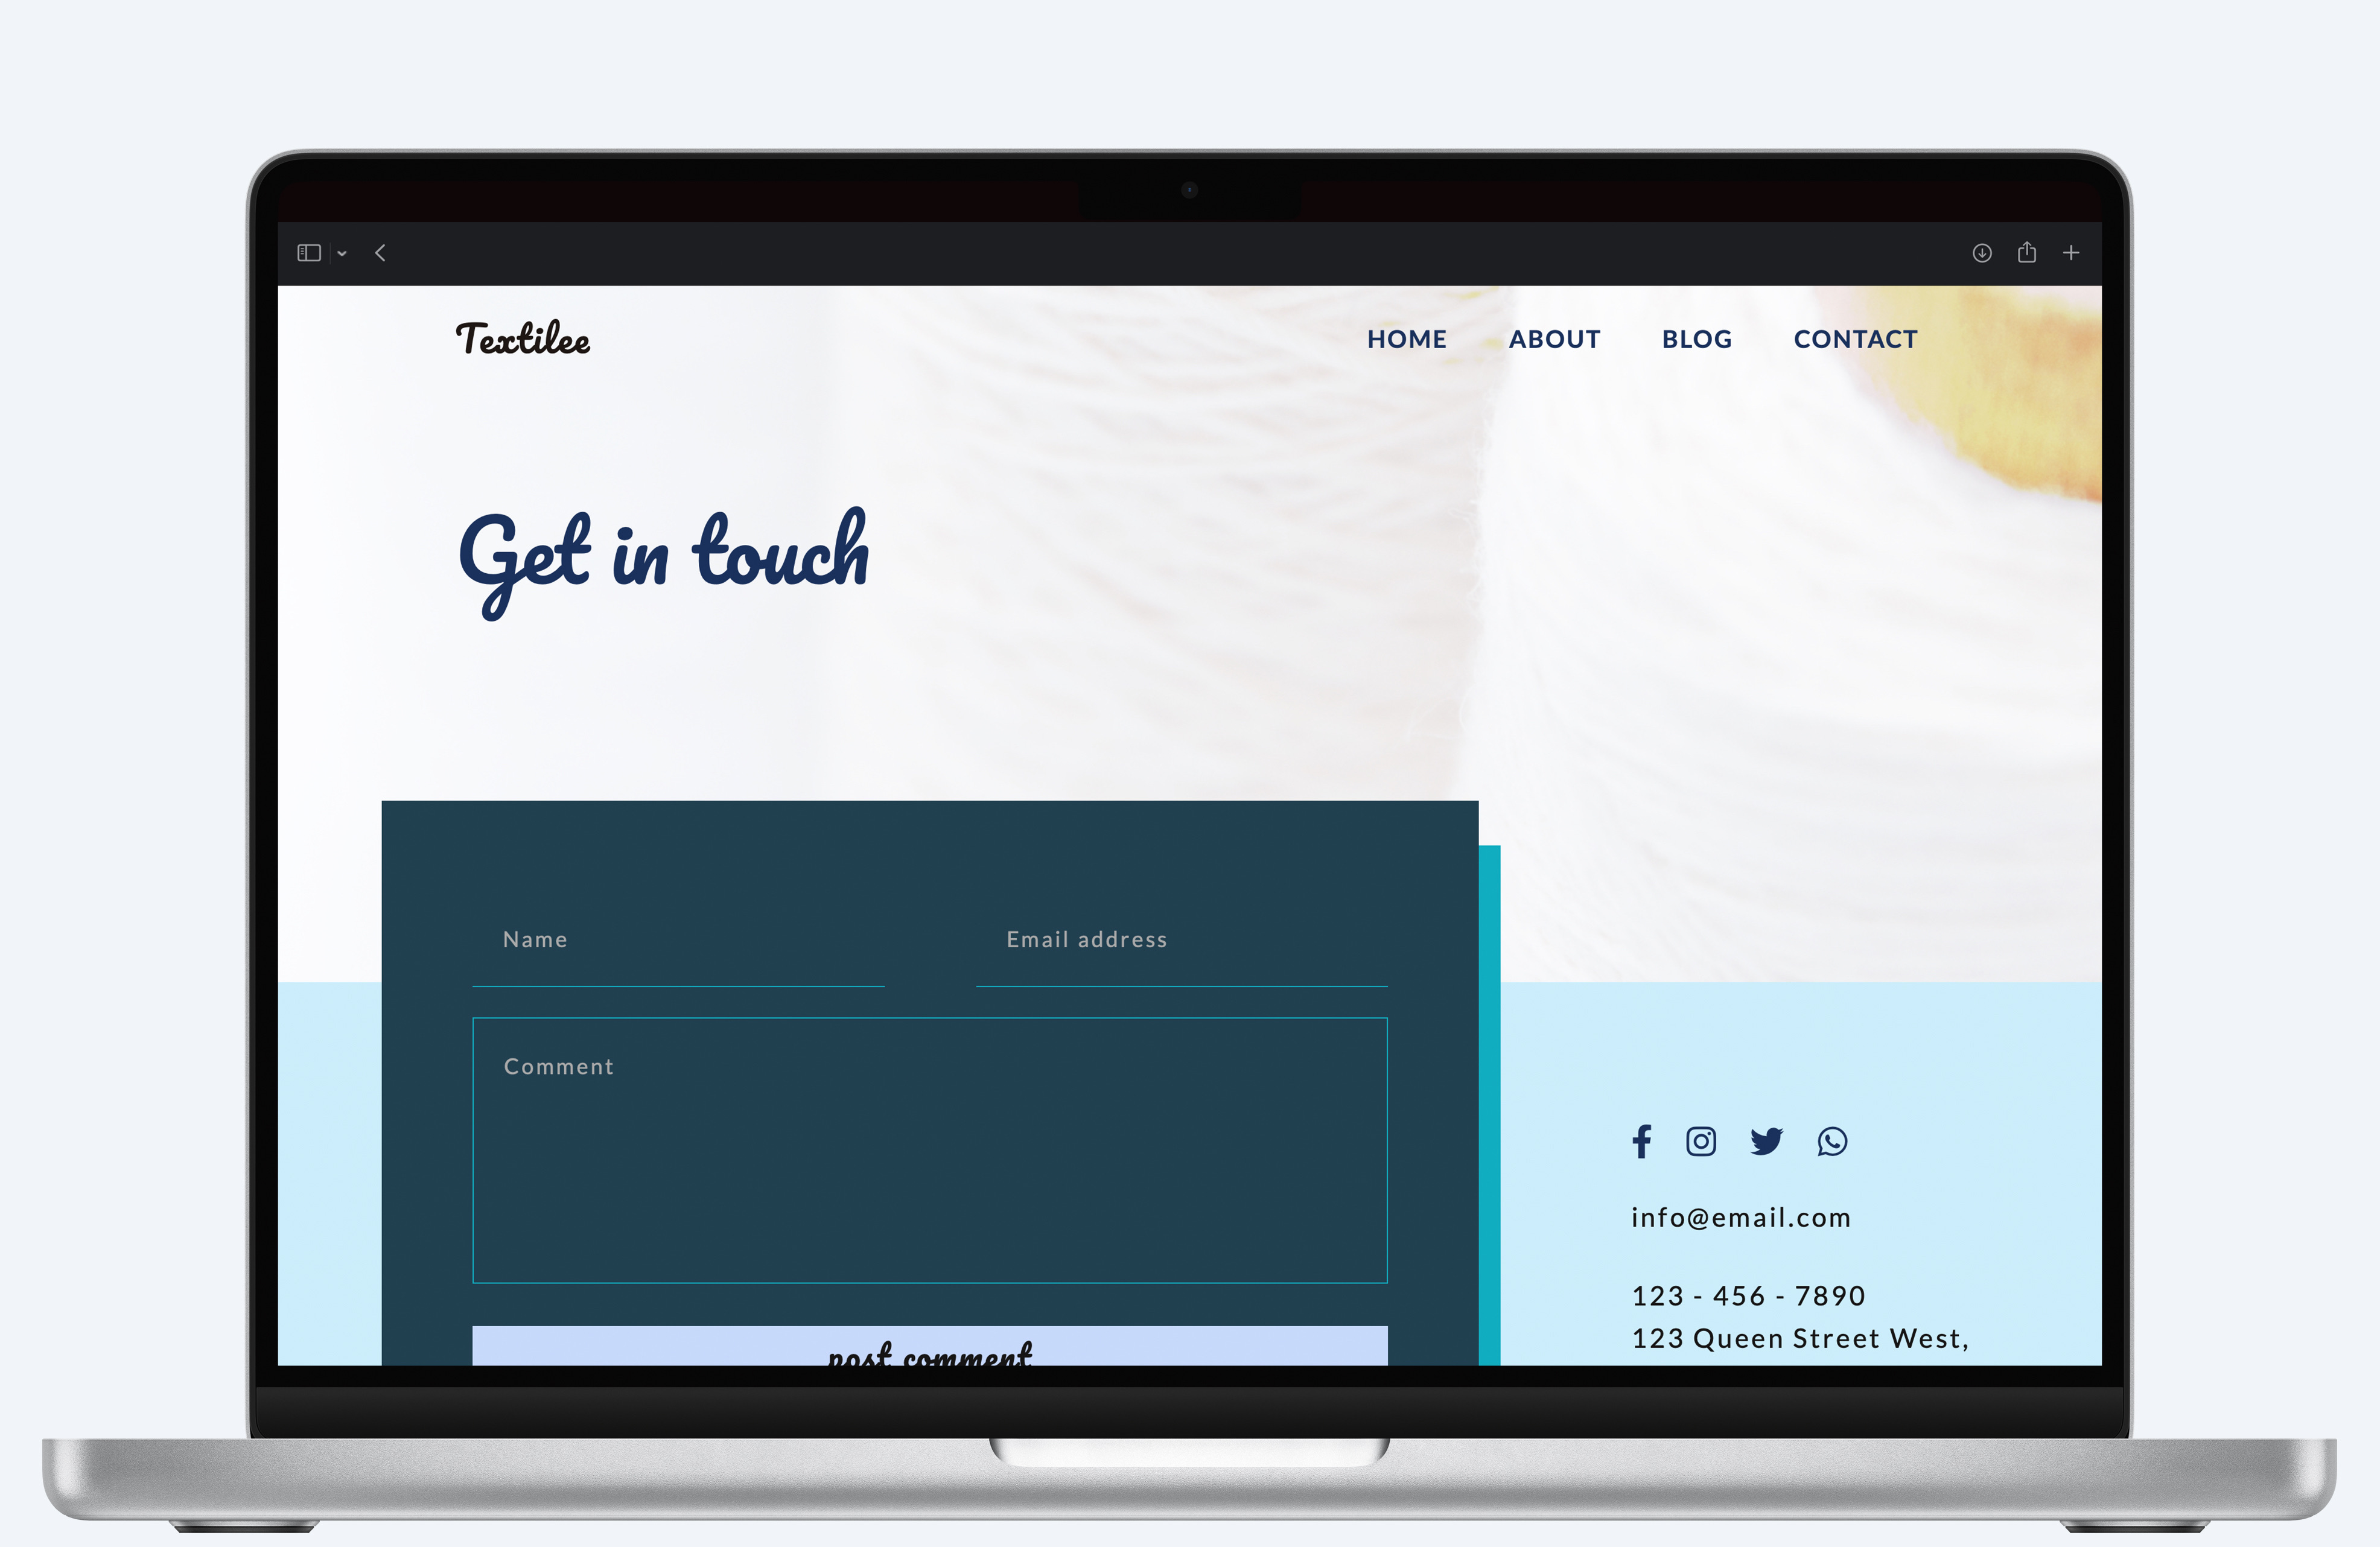 Textilee
HOME ABOUT BLOG CONTACT
Get in touch
Name Email address
Comment
info@email.com
123 - 456 - 7890
123 Queen Street West,
post comment